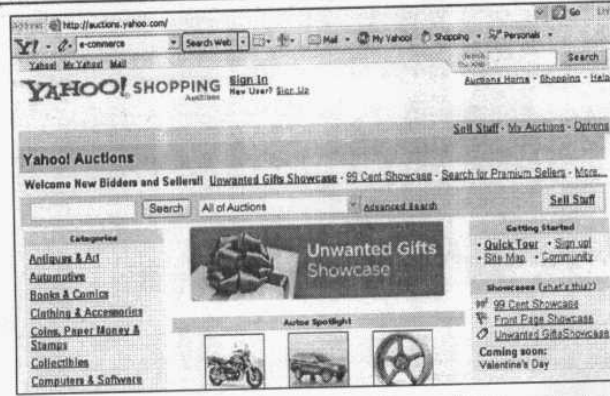 Address http://auctions.yahoo.com/ Go
Y! e-commerce Search Web Mail My Yahoo! Shopping Personals
Yahoo! My Yahoo! Mail Search
YAHOO! SHOPPING Auctions Sign In
New User? Sign Up
Auctions Home - Shopping - Help
Sell Stuff - My Auctions - Options
Yahoo! Auctions
Welcome New Bidders and Sellers!! Unwanted Gifts Showcase - 99 Cent Showcase - Search for Premium Sellers - More...
Search All of Auctions Advanced Search Sell Stuff
Categories
Antiques & Art
Automotive
Books & Comics
Clothing & Accessories
Coins, Paper Money &
Stamps
Collectibles
Computers & Software
Unwanted Gifts
Showcase
Autos Spotlight
Getting Started
• Quick Tour • Sign up!
• Site Map • Community
Showcases (what's this?)
99 Cent Showcase
Front Page Showcase
Unwanted GiftsShowcase
Coming soon:
Valentine's Day